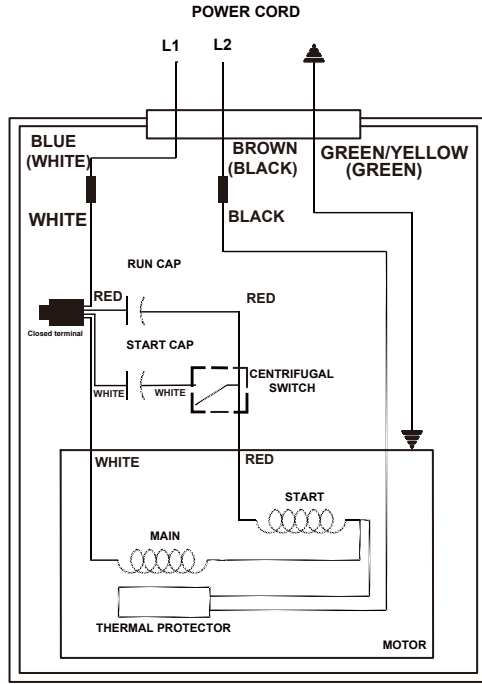 POWER CORD
L1
L2
BLUE
(WHITE)
BROWN
(BLACK)
GREEN/YELLOW
(GREEN)
WHITE
BLACK
RUN CAP
RED
RED
Closed terminal
START CAP
WHITE
WHITE
CENTRIFUGAL
SWITCH
WHITE
RED
START
MAIN
THERMAL PROTECTOR
MOTOR